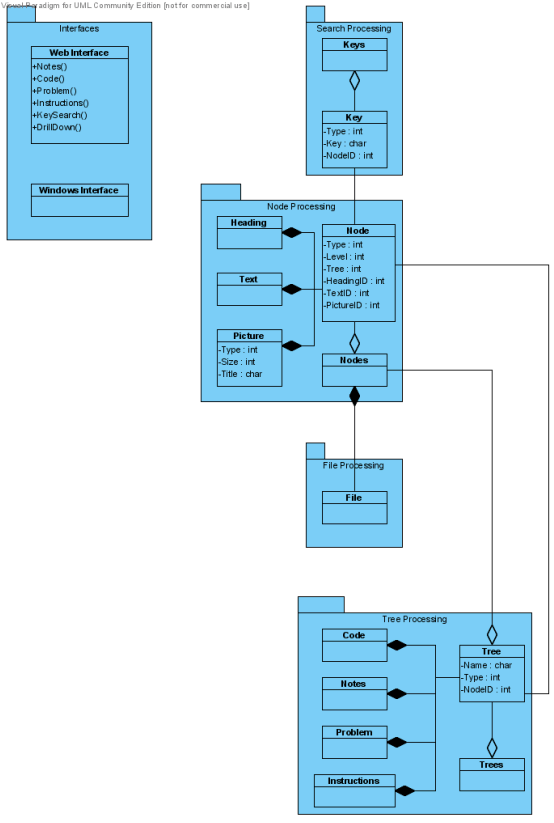 Visual Paradigm for UML Community Edition [not for commercial use]
Interfaces
Web Interface
+Notes()
+Code()
+Problem()
+Instructions()
+KeySearch()
+DrillDown()
Windows Interface
Search Processing
Keys
Key
-Type : int
-Key : char
-NodeID : int
Node Processing
Heading
Text
Picture
-Type : int
-Size : int
-Title : char
Node
-Type : int
-Level : int
-Tree : int
-HeadingID : int
-TextID : int
-PictureID : int
Nodes
File Processing
File
Tree Processing
Code
Notes
Problem
Instructions
Tree
-Name : char
-Type : int
-NodeID : int
Trees